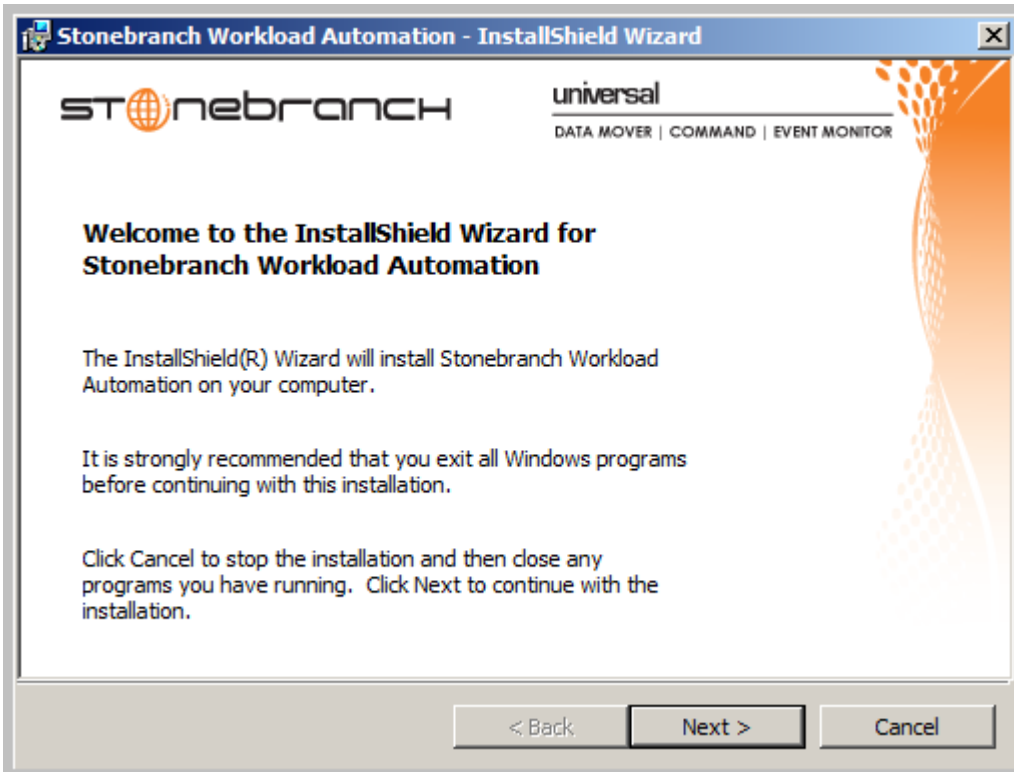 Stonebranch Workload Automation - InstallShield Wizard
stonebranch
universal
DATA MOVER | COMMAND | EVENT MONITOR
Welcome to the InstallShield Wizard for
Stonebranch Workload Automation
The InstallShield(R) Wizard will install Stonebranch Workload
Automation on your computer.
It is strongly recommended that you exit all Windows programs
before continuing with this installation.
Click Cancel to stop the installation and then close any
programs you have running.  Click Next to continue with the
installation.
< Back
Next >
Cancel